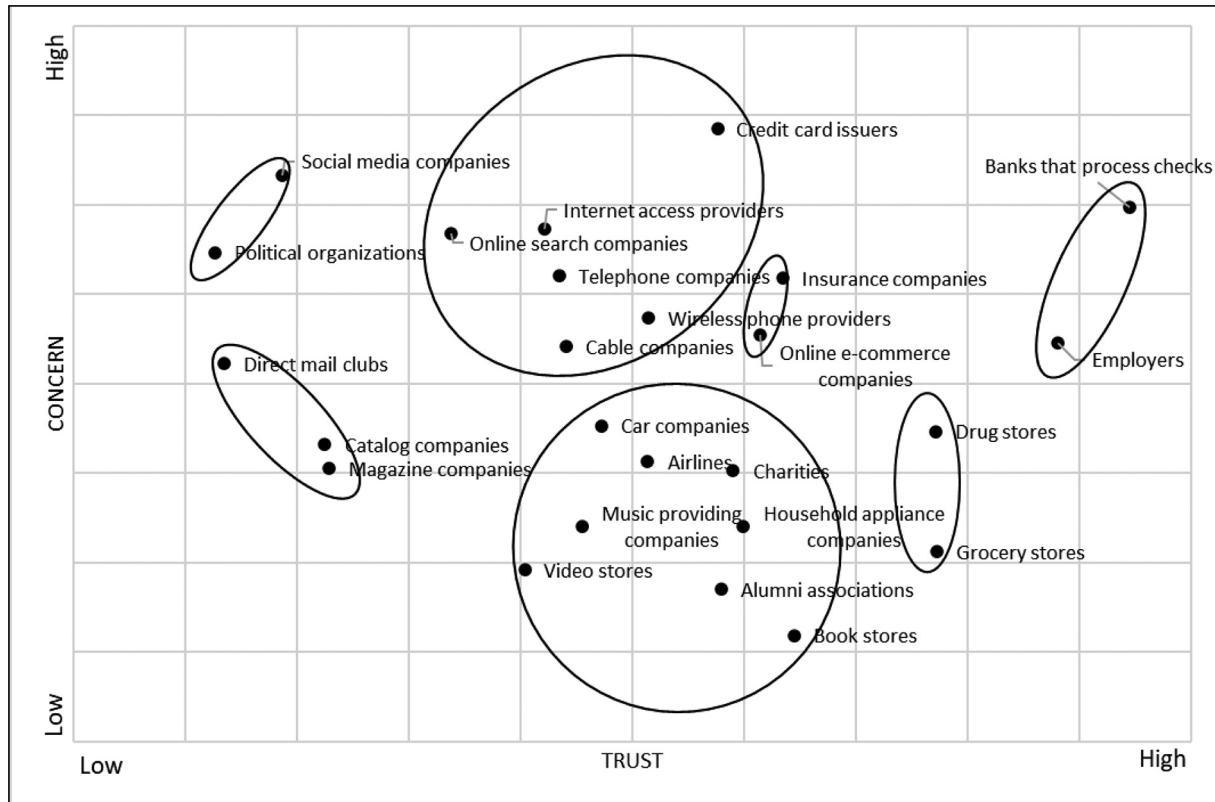 High
Credit card issuers
Social media companies
Banks that process checks
Internet access providers
Online search companies
Political organizations
Telephone companies
Insurance companies
Wireless phone providers
Cable companies
Online e-commerce
companies
Employers
Direct mail clubs
CONCERN
Car companies
Drug stores
Catalog companies
Airlines
Charities
Magazine companies
Music providing
companies
Household appliance
companies
Grocery stores
Video stores
Alumni associations
Book stores
Low
Low
TRUST
High